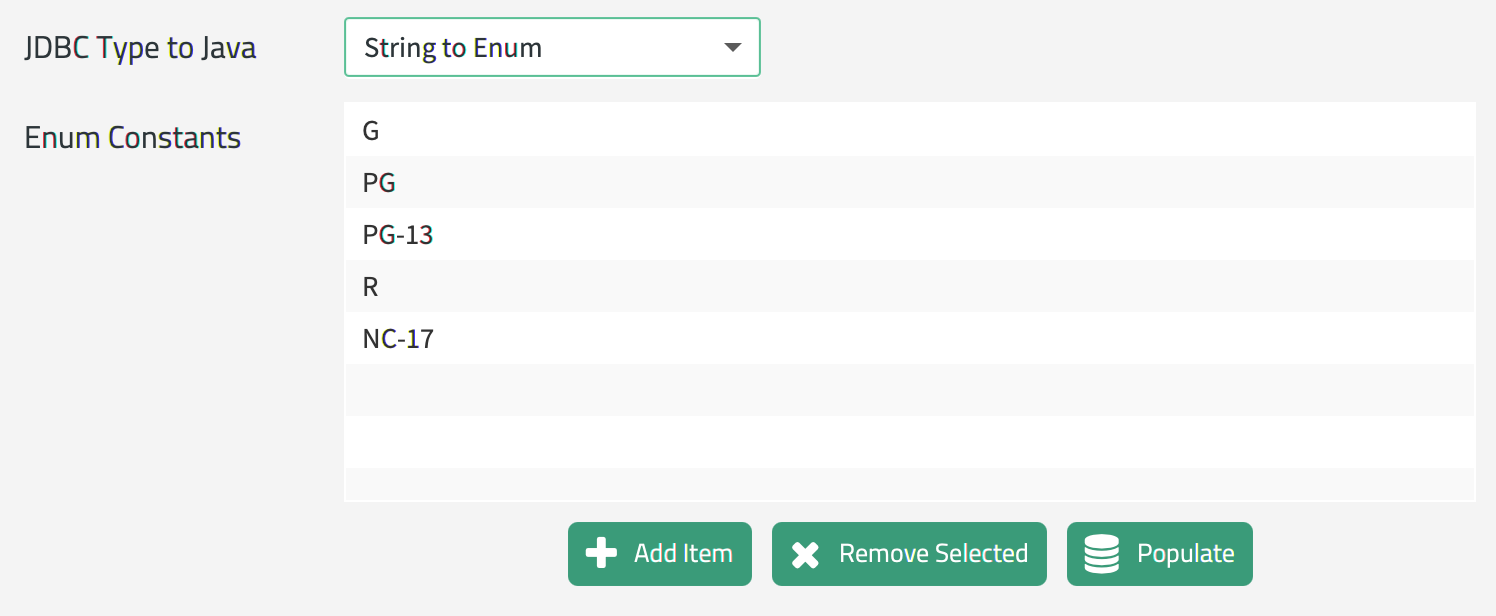 JDBC Type to Java
String to Enum
Enum Constants
G
PG
PG-13
R
NC-17
Add Item
Remove Selected
Populate